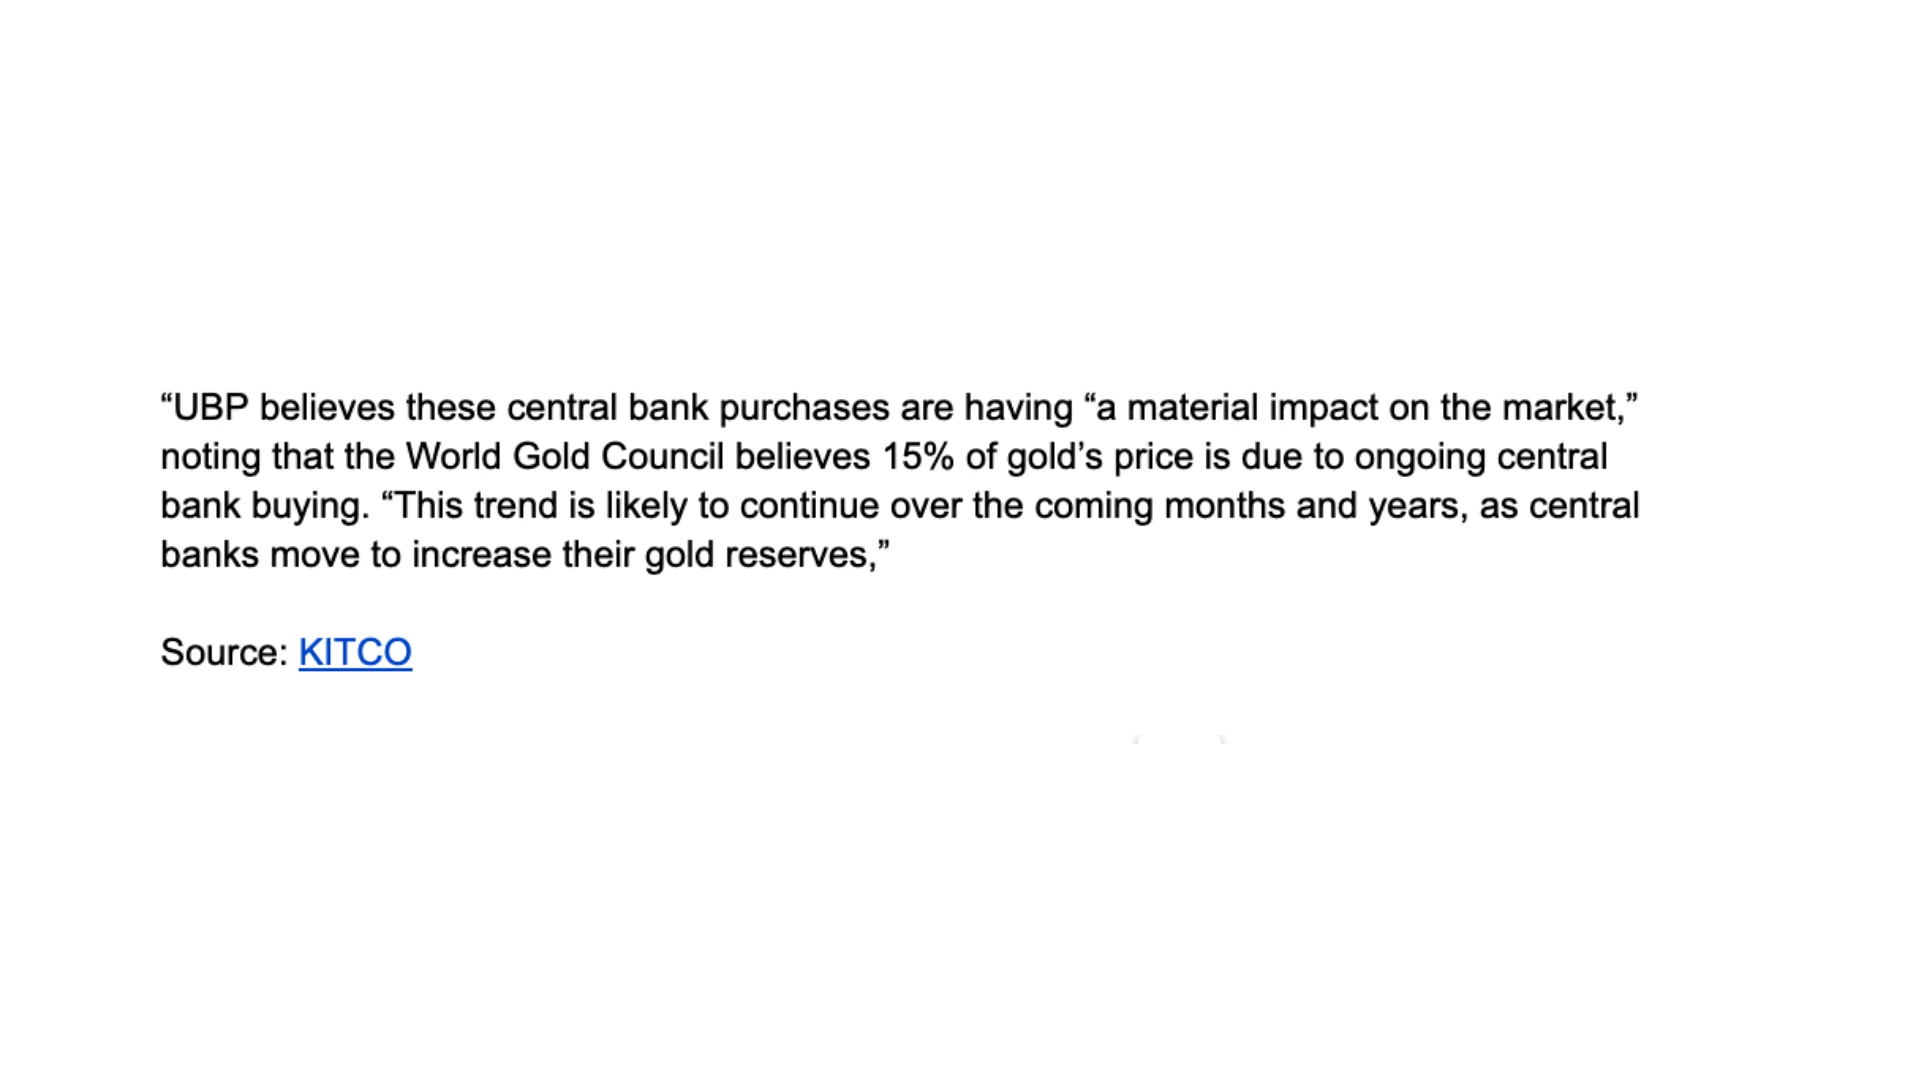 “UBP believes these central bank purchases are having “a material impact on the market,”
noting that the World Gold Council believes 15% of gold’s price is due to ongoing central
bank buying. “This trend is likely to continue over the coming months and years, as central
banks move to increase their gold reserves,”
Source: KITCO